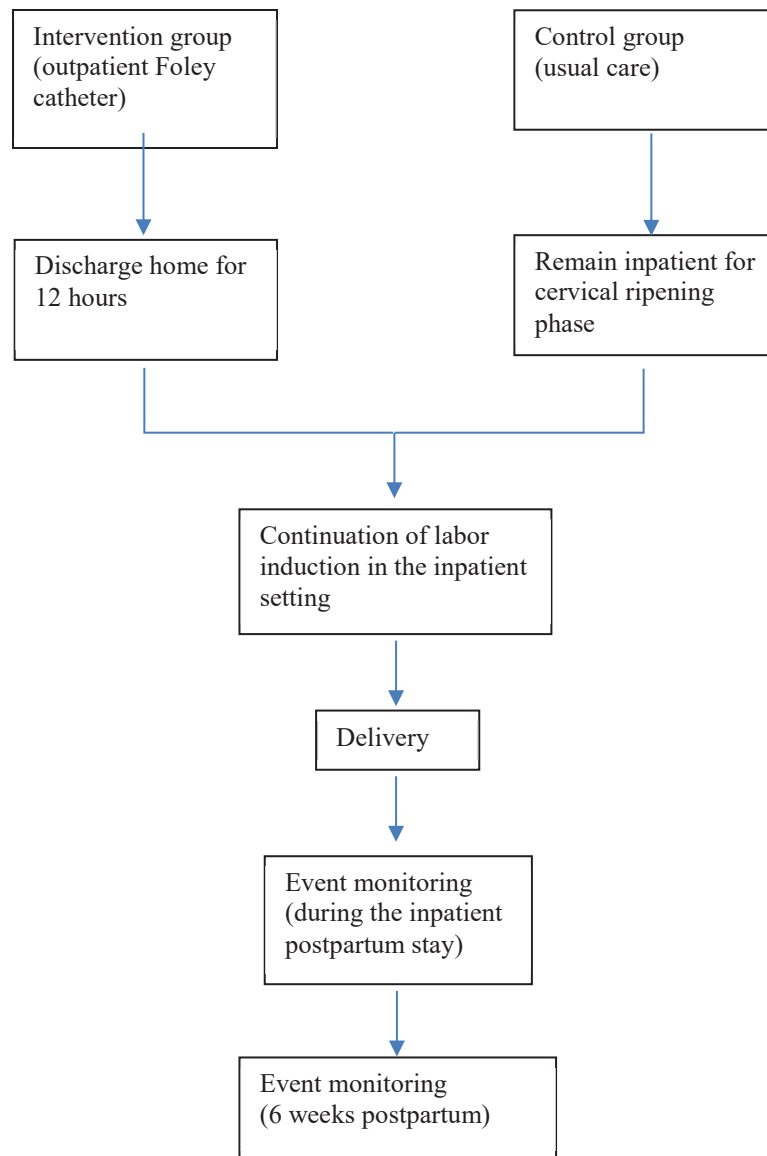 Intervention group
(outpatient Foley
catheter)
Control group
(usual care)
Discharge home for
12 hours
Remain inpatient for
cervical ripening
phase
Continuation of labor
induction in the inpatient
setting
Delivery
Event monitoring
(during the inpatient
postpartum stay)
Event monitoring
(6 weeks postpartum)